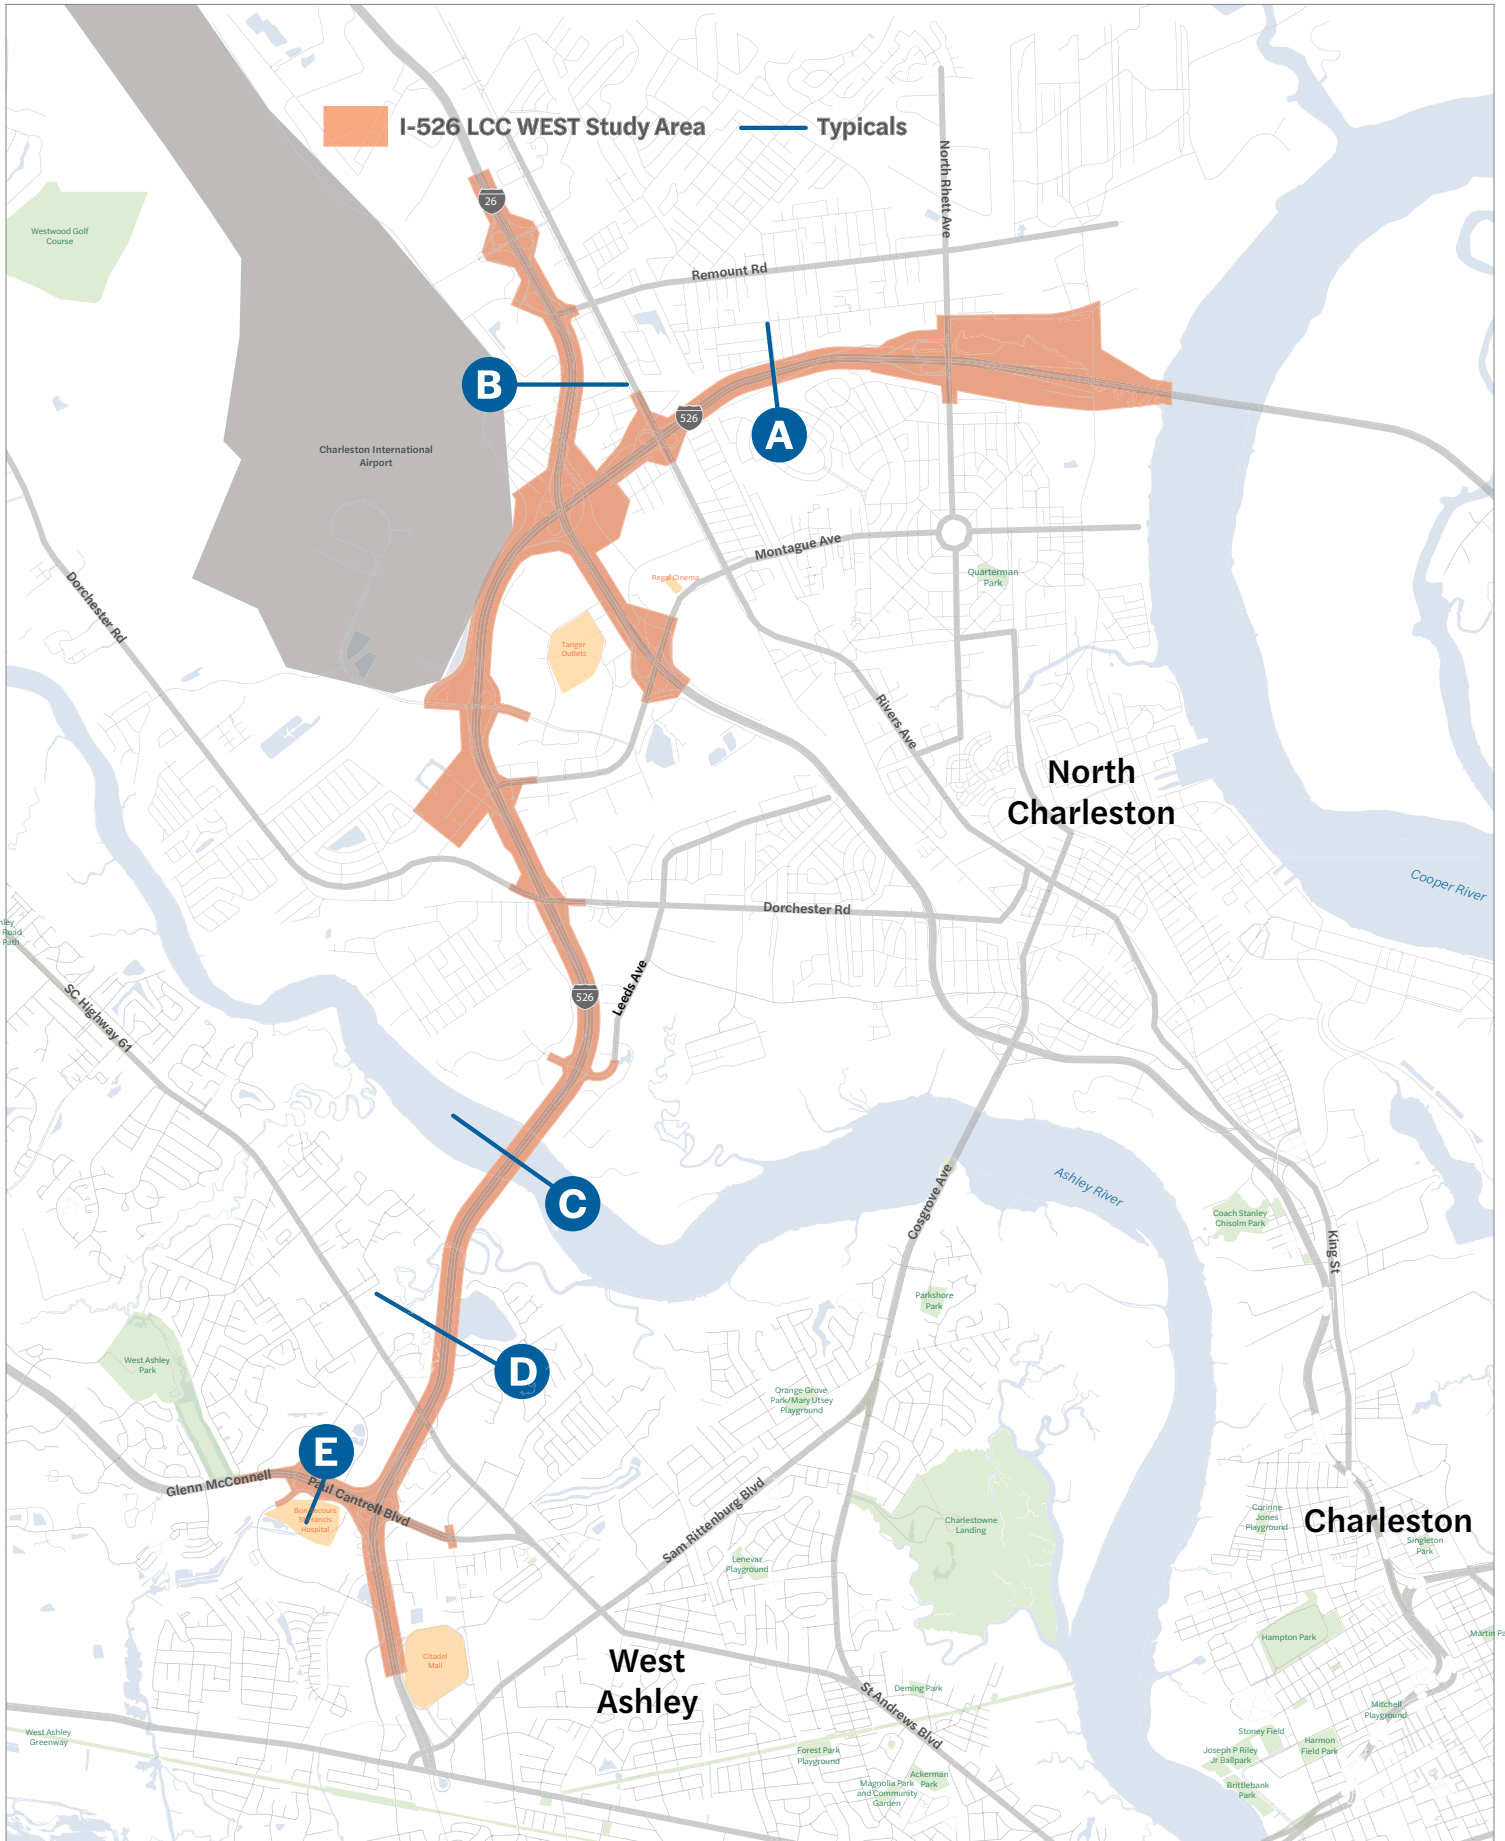 I-526 LCC WEST Study Area
Typicals
26
North Rhett Ave
Westwood Golf
Course
Remount Rd
B
526
A
Charleston International
Airport
Montague Ave
Regal Cinema
Quarterman
Park
Dorchester Rd
Tanger
Outlets
Rivers Ave
North
Charleston
Cooper River
Dorchester Rd
Road
Path
SC Highway 61
526
Leeds Ave
C
Ashley River
Cosgrove Ave
Coach Stanley
Chisolm Park
King St
Parkshore
Park
West Ashley
Park
D
Orange Grove
Park/Mary Utsey
Playground
E
Glenn McConnell
Paul Cantrell Blvd
Hospital
Sam Rittenburg Blvd
Charlestowne
Landing
Corinne
Jones
Playground
Charleston
Singleton
Park
Lenevar
Playground
Hampton Park
Martin Pa
West
Ashley
Citadel
Mall
Deming Park
St Andrews Blvd
Mitchell
Playground
West Ashley
Greenway
Stoney Field
Harmon
Field Park
Joseph P Riley
Jr Ballpark
Forest Park
Playground
Ackerman
Park
Magnolia Park
and Community
Garden
Brittlebank
Park